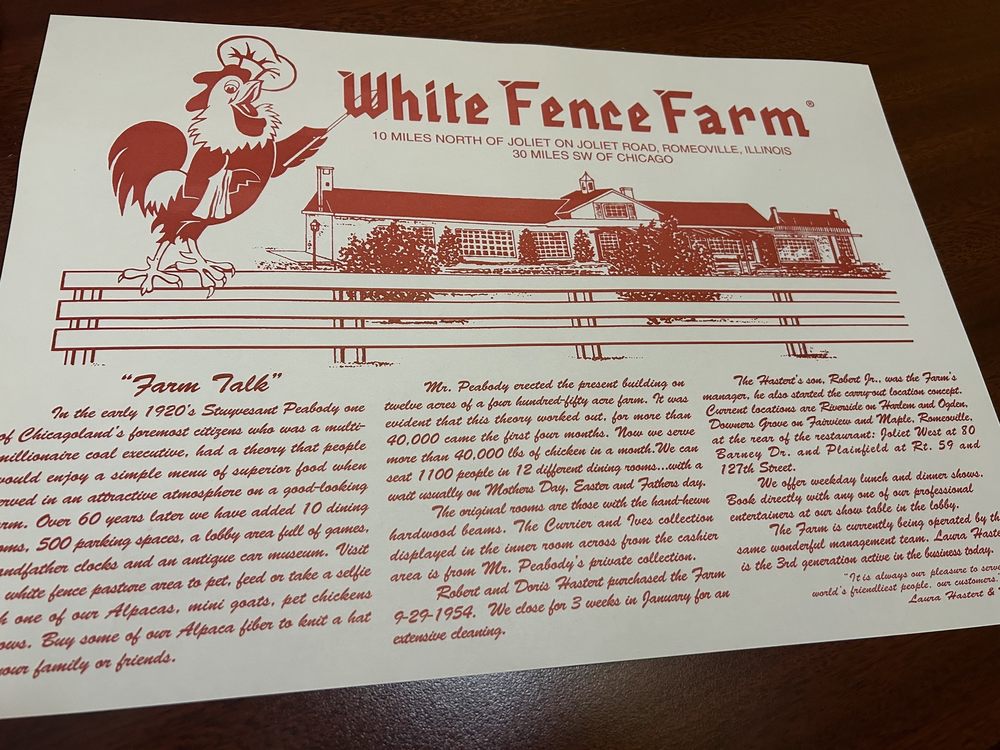 White Fence Farm®
10 MILES NORTH OF JOLIET ON JOLIET ROAD, ROMEOVILLE, ILLINOIS
30 MILES SW OF CHICAGO
"Farm Talk"
In the early 1920's Stuyvesant Peabody one
of Chicagoland's foremost citizens who was a multi-
millionaire coal executive, had a theory that people
would enjoy a simple menu of superior food when
served in an attractive atmosphere on a good-looking
farm. Over 60 years later we have added 10 dining
rooms, 500 parking spaces, a lobby area full of games,
grandfather clocks and an antique car museum. Visit
white fence pasture area to pet, feed or take a selfie
one of our Alpacas, mini goats, pet chickens
Buy some of our Alpaca fiber to knit a hat
your family or friends.
Mr. Peabody erected the present building on
twelve acres of a four hundred-fifty acre farm. It was
evident that this theory worked out, for more than
40,000 came the first four months. Now we serve
more than 40,000 lbs of chicken in a month.We can
seat 1100 people in 12 different dining rooms...with a
wait usually on Mothers Day, Easter and Fathers day.
The original rooms are those with the hand-hewn
hardwood beams. The Currier and Ives collection
displayed in the inner room across from the cashier
area is from Mr. Peabody's private collection.
Robert and Doris Hastert purchased the Farm
9-29-1954. We close for 3 weeks in January for an
extensive cleaning.
The Hastert's son, Robert Jr., was the Farm's
manager, he also started the carry-out location concept.
Current locations are Riverside on Harlem and Ogden,
Downers Grove on Fairview and Maple, Romeoville,
at the rear of the restaurant: Joliet West at 80
Barney Dr. and Plainfield at Rt. 59 and
127th Street.
We offer weekday lunch and dinner shows.
Book directly with any one of our professional
entertainers at our show table in the lobby.
The Farm is currently being operated by the
same wonderful management team. Laura Hastert
is the 3rd generation active in the business today.
"It is always our pleasure to serve
world's friendliest people, our customers.
Laura Hastert &